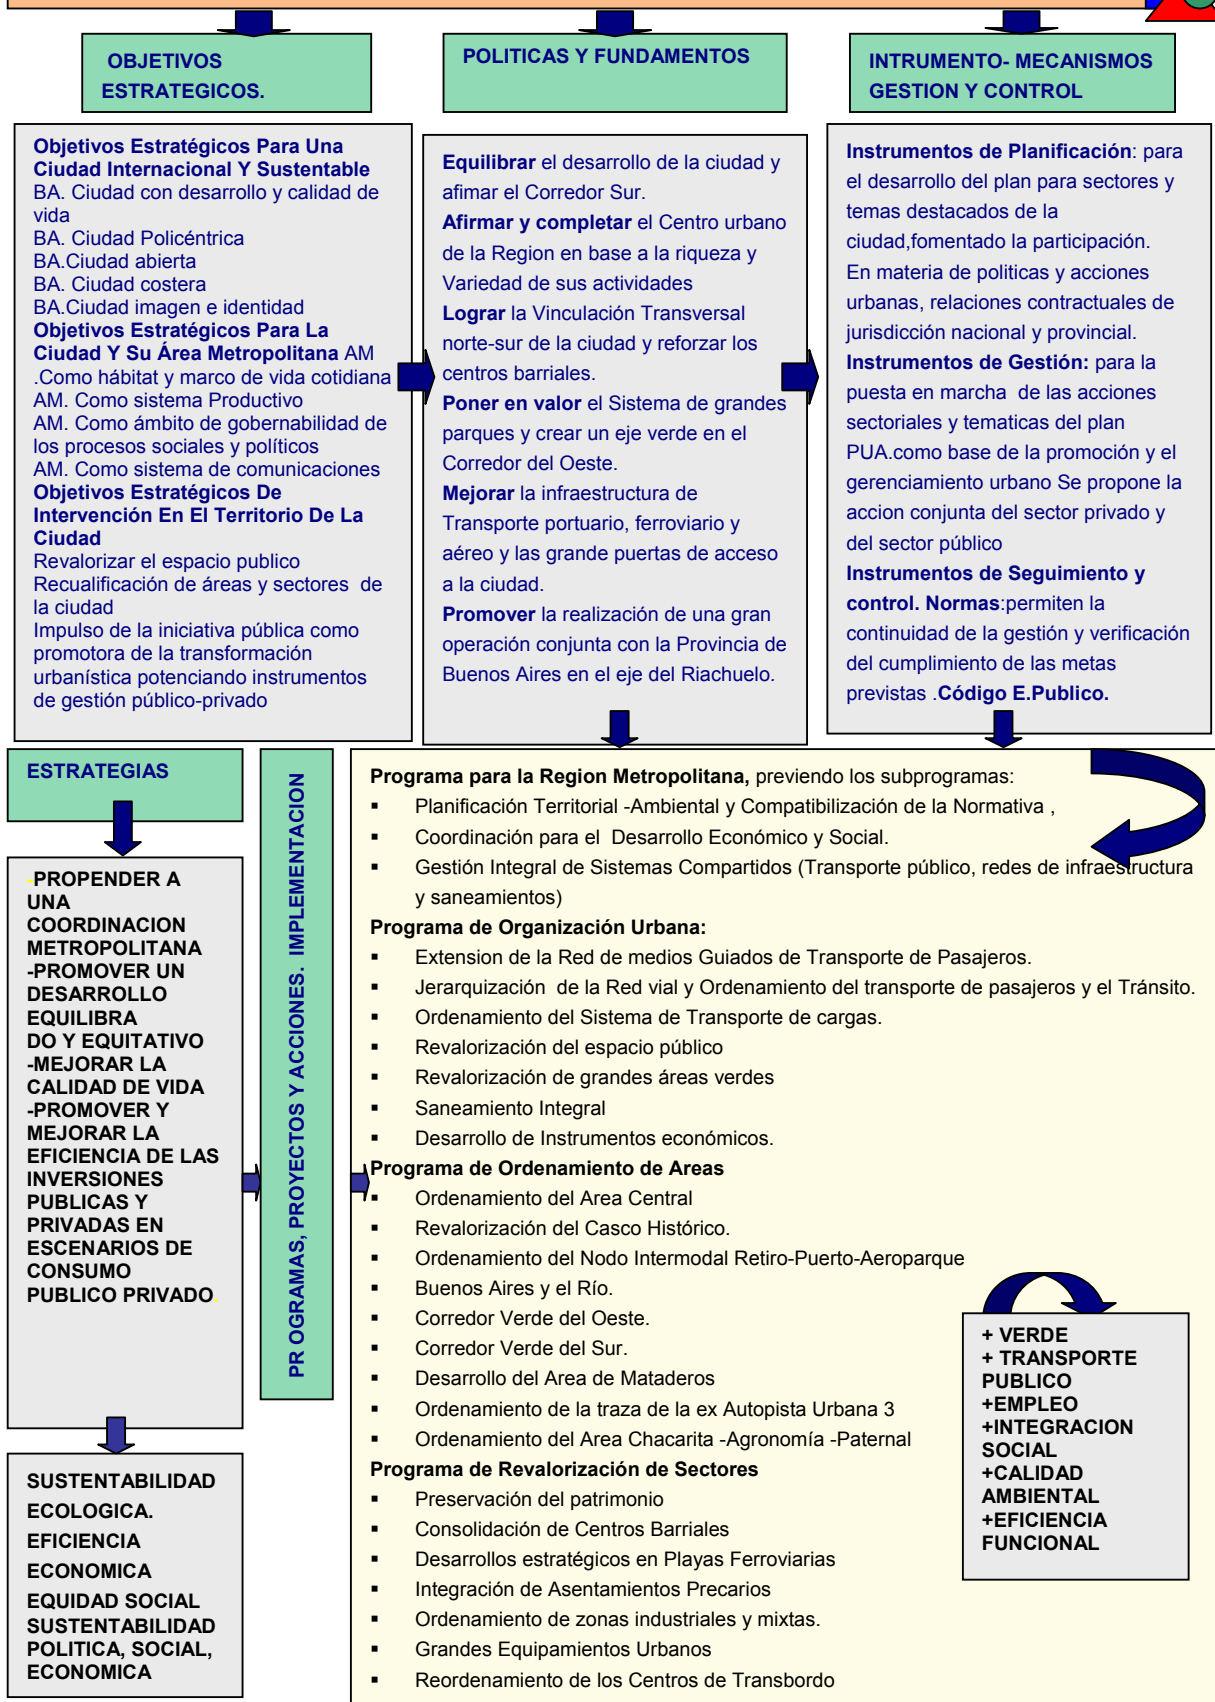 OBJETIVOS
ESTRATEGICOS.
POLITICAS Y FUNDAMENTOS
INTRUMENTO- MECANISMOS
GESTION Y CONTROL
Objetivos Estratégicos Para Una
Ciudad Internacional Y Sustentable
BA. Ciudad con desarrollo y calidad de
vida
BA. Ciudad Policéntrica
BA.Ciudad abierta
BA. Ciudad costera
BA.Ciudad imagen e identidad
Objetivos Estratégicos Para La
Ciudad Y Su Área Metropolitana AM
.Como hábitat y marco de vida cotidiana
AM. Como sistema Productivo
AM. Como ámbito de gobernabilidad de
los procesos sociales y políticos
AM. Como sistema de comunicaciones
Objetivos Estratégicos De
Intervención En El Territorio De La
Ciudad
Revalorizar el espacio publico
Recualificación de áreas y sectores de
la ciudad
Impulso de la iniciativa pública como
promotora de la transformación
urbanística potenciando instrumentos
de gestión público-privado
Equilibrar el desarrollo de la ciudad y
afimar el Corredor Sur.
Afirmar y completar el Centro urbano
de la Region en base a la riqueza y
Variedad de sus actividades
Lograr la Vinculación Transversal
norte-sur de la ciudad y reforzar los
centros barriales.
Poner en valor el Sistema de grandes
parques y crear un eje verde en el
Corredor del Oeste.
Mejorar la infraestructura de
Transporte portuario, ferroviario y
aéreo y las grande puertas de acceso
a la ciudad.
Promover la realización de una gran
operación conjunta con la Provincia de
Buenos Aires en el eje del Riachuelo.
Instrumentos de Planificación: para
el desarrollo del plan para sectores y
temas destacados de la
ciudad,fomentado la participación.
En materia de politicas y acciones
urbanas, relaciones contractuales de
jurisdicción nacional y provincial.
Instrumentos de Gestión: para la
puesta en marcha de las acciones
sectoriales y tematicas del plan
PUA.como base de la promoción y el
gerenciamiento urbano Se propone la
accion conjunta del sector privado y
del sector público
Instrumentos de Seguimiento y
control. Normas:permiten la
continuidad de la gestión y verificación
del cumplimiento de las metas
previstas .Código E.Publico.
ESTRATEGIAS
-PROPENDER A
UNA
COORDINACION
METROPOLITANA
-PROMOVER UN
DESARROLLO
EQUILIBRA
DO Y EQUITATIVO
-MEJORAR LA
CALIDAD DE VIDA
-PROMOVER Y
MEJORAR LA
EFICIENCIA DE LAS
INVERSIONES
PUBLICAS Y
PRIVADAS EN
ESCENARIOS DE
CONSUMO
PUBLICO PRIVADO.
SUSTENTABILIDAD
ECOLOGICA.
EFICIENCIA
ECONOMICA
EQUIDAD SOCIAL
SUSTENTABILIDAD
POLITICA, SOCIAL,
ECONOMICA
PR OGRAMAS, PROYECTOS Y ACCIONES. IMPLEMENTACION
Programa para la Region Metropolitana, previendo los subprogramas:
▪ Planificación Territorial -Ambiental y Compatibilización de la Normativa ,
▪ Coordinación para el Desarrollo Económico y Social.
▪ Gestión Integral de Sistemas Compartidos (Transporte público, redes de infraestructura
y saneamientos)
Programa de Organización Urbana:
▪ Extension de la Red de medios Guiados de Transporte de Pasajeros.
▪ Jerarquización de la Red vial y Ordenamiento del transporte de pasajeros y el Tránsito.
▪ Ordenamiento del Sistema de Transporte de cargas.
▪ Revalorización del espacio público
▪ Revalorización de grandes áreas verdes
▪ Saneamiento Integral
▪ Desarrollo de Instrumentos económicos.
Programa de Ordenamiento de Areas
▪ Ordenamiento del Area Central
▪ Revalorización del Casco Histórico.
▪ Ordenamiento del Nodo Intermodal Retiro-Puerto-Aeroparque
▪ Buenos Aires y el Río.
▪ Corredor Verde del Oeste.
▪ Corredor Verde del Sur.
▪ Desarrollo del Area de Mataderos
▪ Ordenamiento de la traza de la ex Autopista Urbana 3
▪ Ordenamiento del Area Chacarita -Agronomía -Paternal
Programa de Revalorización de Sectores
▪ Preservación del patrimonio
▪ Consolidación de Centros Barriales
▪ Desarrollos estratégicos en Playas Ferroviarias
▪ Integración de Asentamientos Precarios
▪ Ordenamiento de zonas industriales y mixtas.
▪ Grandes Equipamientos Urbanos
▪ Reordenamiento de los Centros de Transbordo
+ VERDE
+ TRANSPORTE
PUBLICO
+EMPLEO
+INTEGRACION
SOCIAL
+CALIDAD
AMBIENTAL
+EFICIENCIA
FUNCIONAL